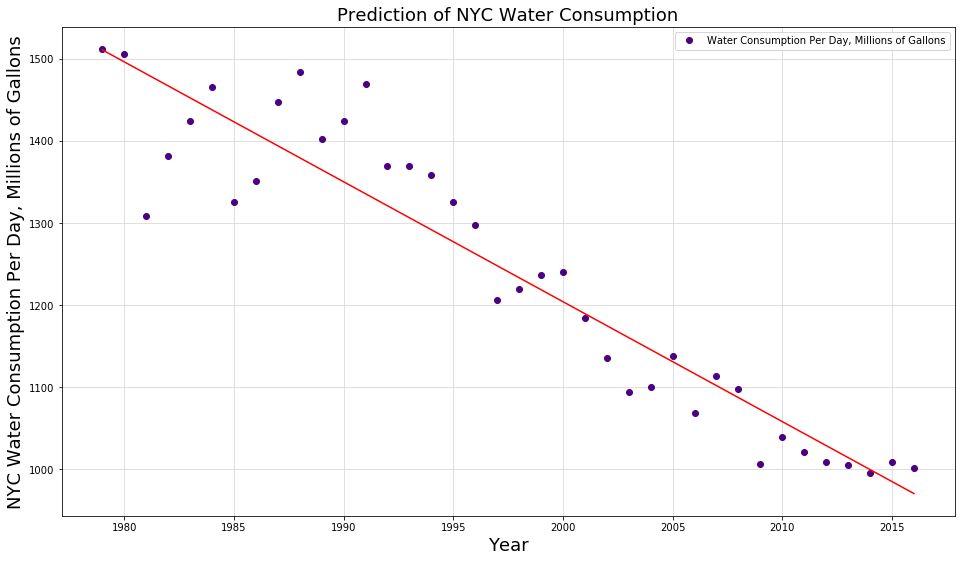 Prediction of NYC Water Consumption
Water Consumption Per Day, Millions of Gallons
NYC Water Consumption Per Day, Millions of Gallons
1500
1400
1300
1200
1100
1000
1980 1985 1990 1995 2000 2005 2010 2015
Year